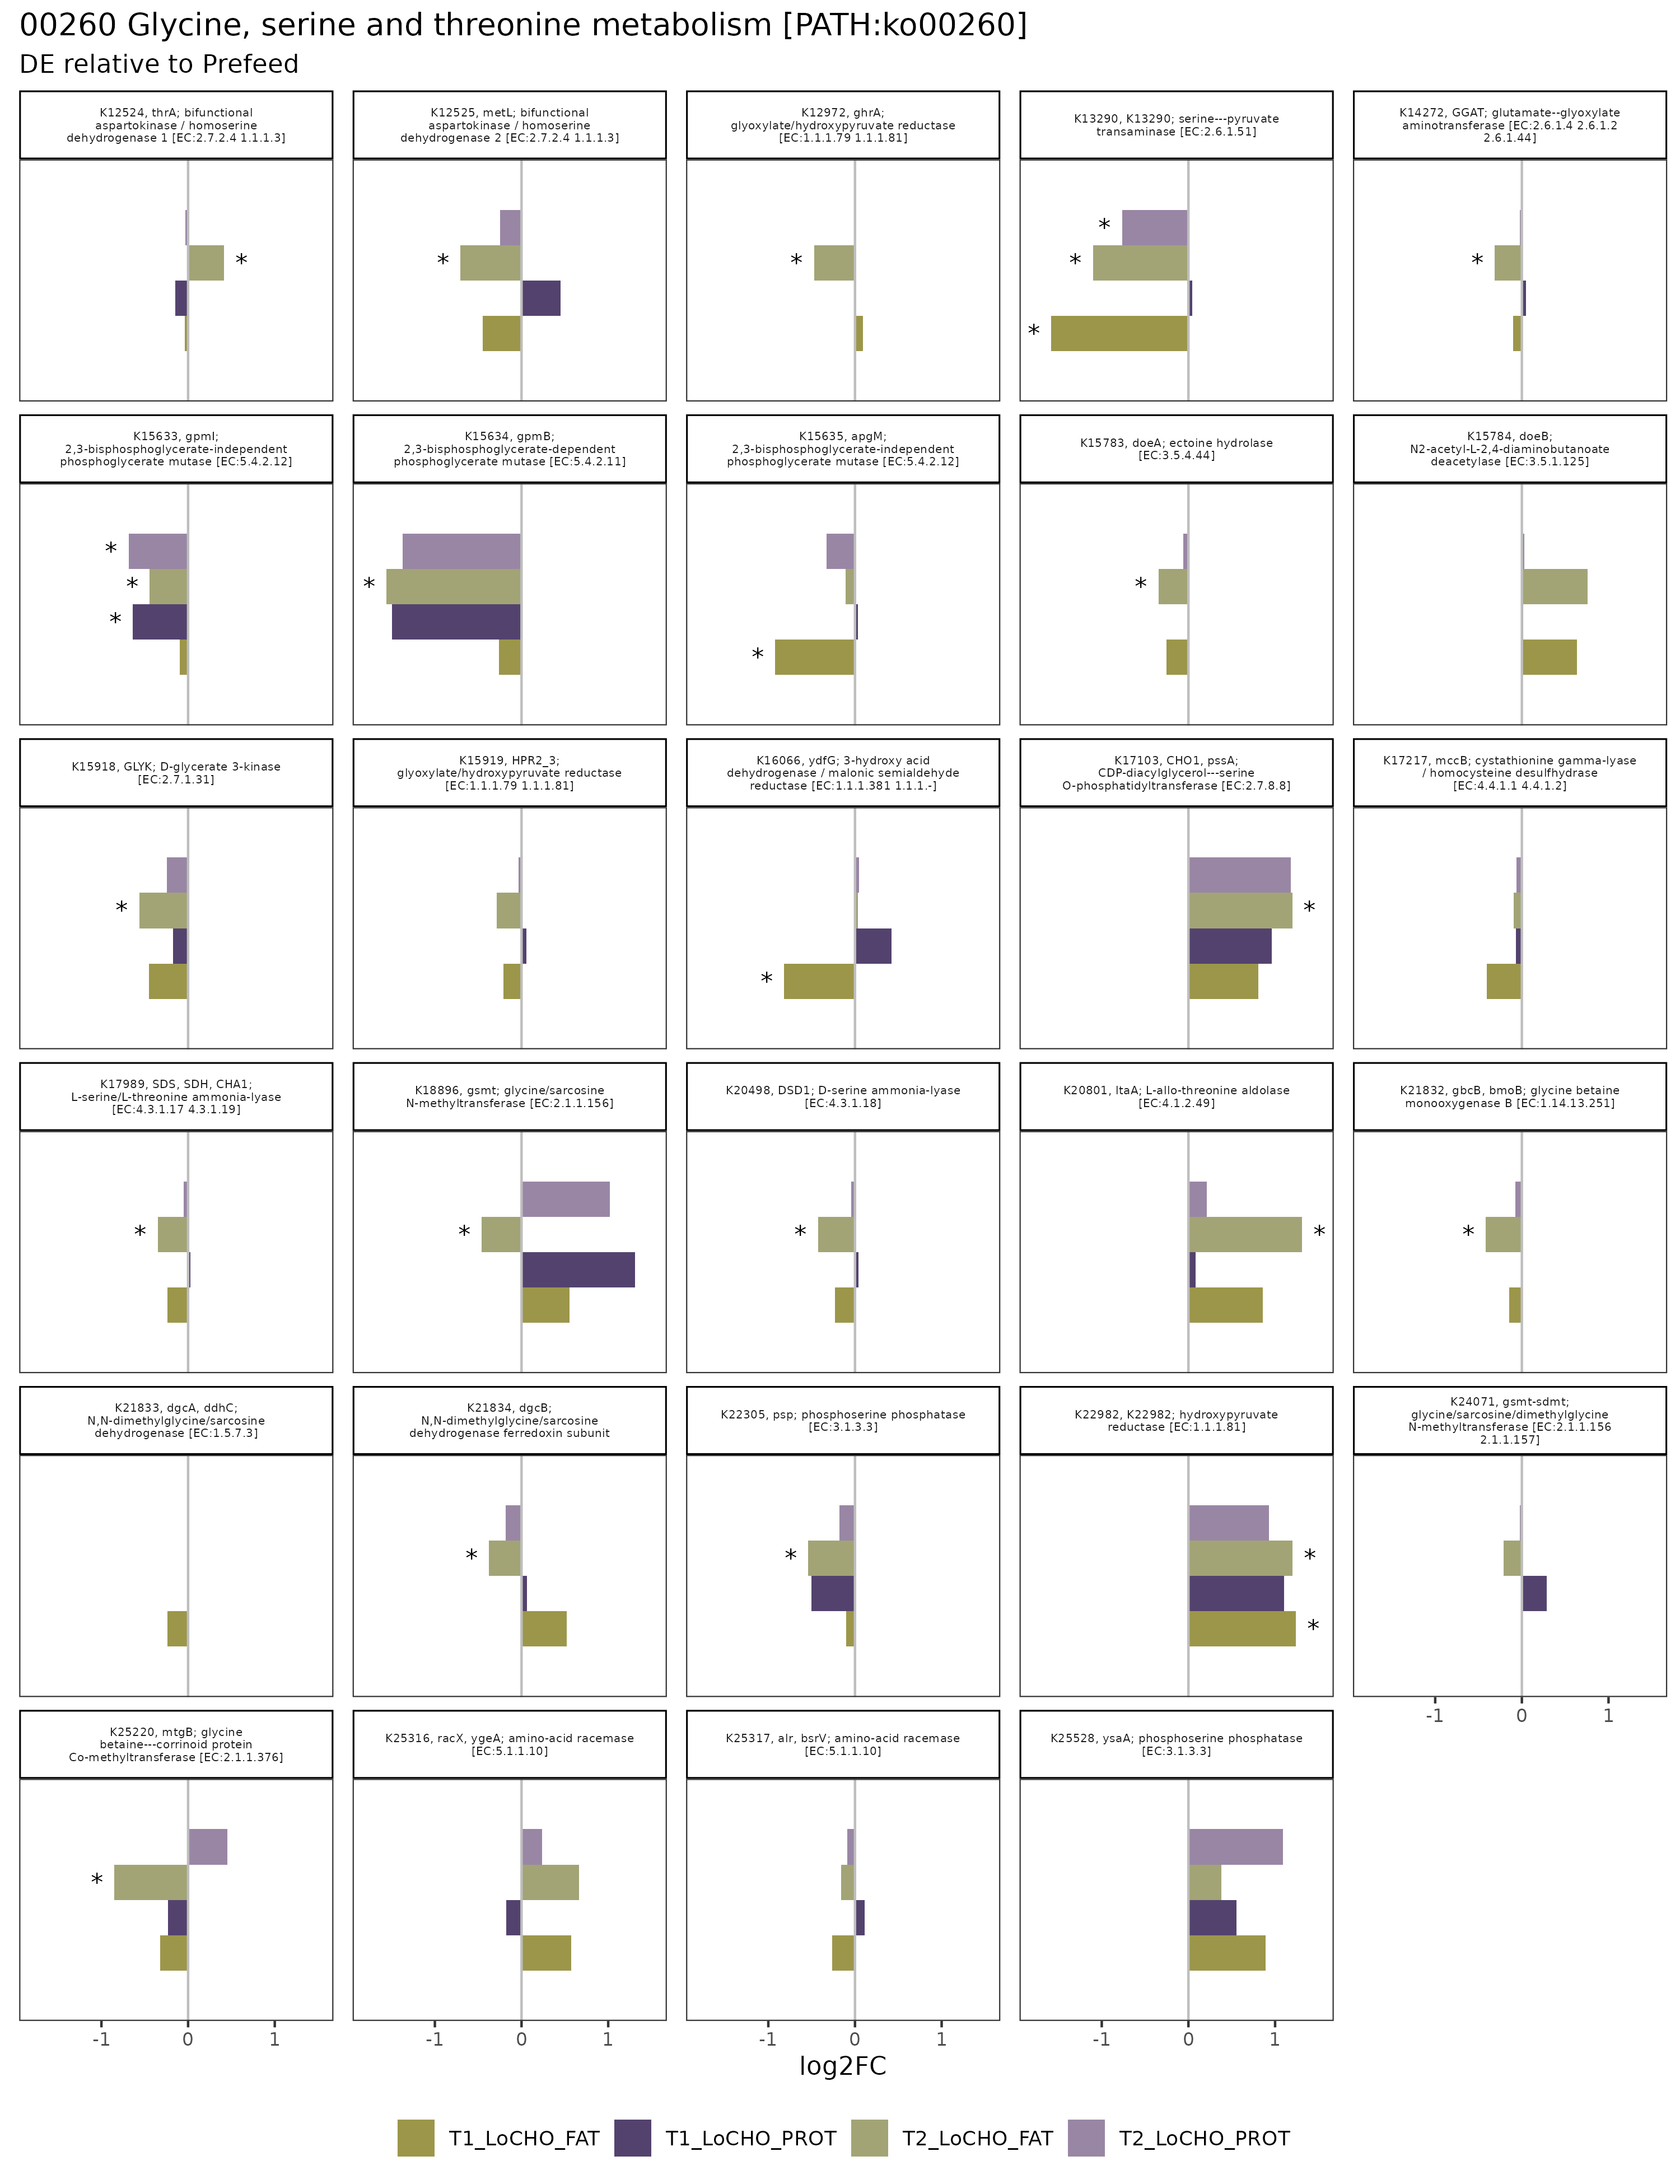 00260 Glycine, serine and threonine metabolism [PATH:ko00260]
DE relative to Prefeed
K12524, thrA; bifunctional
aspartokinase / homoserine
dehydrogenase 1 [EC:2.7.2.4 1.1.1.3]
K12525, metL; bifunctional
aspartokinase / homoserine
dehydrogenase 2 [EC:2.7.2.4 1.1.1.3]
K12972, ghrA;
glyoxylate/hydroxypyruvate reductase
[EC:1.1.1.79 1.1.1.81]
K13290, K13290; serine---pyruvate
transaminase [EC:2.6.1.51]
K14272, GGAT; glutamate--glyoxylate
aminotransferase [EC:2.6.1.4 2.6.1.2
2.6.1.44]
*
*
*
*
*
*
*
K15633, gpmI;
2,3-bisphosphoglycerate-independent
phosphoglycerate mutase [EC:5.4.2.12]
K15634, gpmB;
2,3-bisphosphoglycerate-dependent
phosphoglycerate mutase [EC:5.4.2.11]
K15635, apgM;
2,3-bisphosphoglycerate-independent
phosphoglycerate mutase [EC:5.4.2.12]
K15783, doeA; ectoine hydrolase
[EC:3.5.4.44]
K15784, doeB;
N2-acetyl-L-2,4-diaminobutanoate
deacetylase [EC:3.5.1.125]
*
*
*
*
*
*
K15918, GLYK; D-glycerate 3-kinase
[EC:2.7.1.31]
K15919, HPR2_3;
glyoxylate/hydroxypyruvate reductase
[EC:1.1.1.79 1.1.1.81]
K16066, ydfG; 3-hydroxy acid
dehydrogenase / malonic semialdehyde
reductase [EC:1.1.1.381 1.1.1.-]
K17103, CHO1, pssA;
CDP-diacylglycerol---serine
O-phosphatidyltransferase [EC:2.7.8.8]
K17217, mccB; cystathionine gamma-lyase
/ homocysteine desulfhydrase
[EC:4.4.1.1 4.4.1.2]
*
*
*
K17989, SDS, SDH, CHA1;
L-serine/L-threonine ammonia-lyase
[EC:4.3.1.17 4.3.1.19]
K18896, gsmt; glycine/sarcosine
N-methyltransferase [EC:2.1.1.156]
K20498, DSD1; D-serine ammonia-lyase
[EC:4.3.1.18]
K20801, ltaA; L-allo-threonine aldolase
[EC:4.1.2.49]
K21832, gbcB, bmoB; glycine betaine
monooxygenase B [EC:1.14.13.251]
*
*
*
*
*
K21833, dgcA, ddhC;
N,N-dimethylglycine/sarcosine
dehydrogenase [EC:1.5.7.3]
K21834, dgcB;
N,N-dimethylglycine/sarcosine
dehydrogenase ferredoxin subunit
K22305, psp; phosphoserine phosphatase
[EC:3.1.3.3]
K22982, K22982; hydroxypyruvate
reductase [EC:1.1.1.81]
K24071, gsmt-sdmt;
glycine/sarcosine/dimethylglycine
N-methyltransferase [EC:2.1.1.156
2.1.1.157]
*
*
*
*
-1 0 1
K25220, mtgB; glycine
betaine---corrinoid protein
Co-methyltransferase [EC:2.1.1.376]
K25316, racX, ygeA; amino-acid racemase
[EC:5.1.1.10]
K25317, alr, bsrV; amino-acid racemase
[EC:5.1.1.10]
K25528, ysaA; phosphoserine phosphatase
[EC:3.1.3.3]
*
-1 0 1
-1 0 1
-1 0 1
-1 0 1
log2FC
T1_LoCHO_FAT
T1_LoCHO_PROT
T2_LoCHO_FAT
T2_LoCHO_PROT